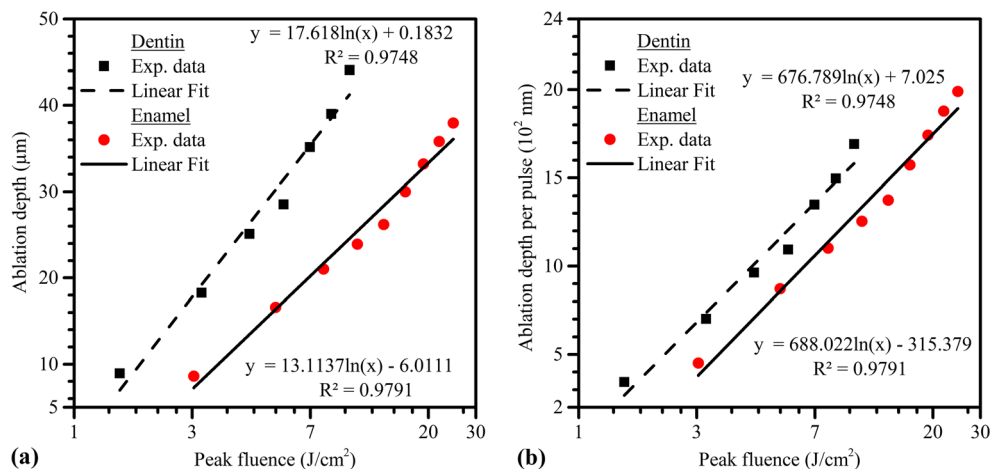 50
40
30
20
10
5
Ablation depth (µm)
Dentin
Exp. data
Linear Fit
Enamel
Exp. data
Linear Fit
y = 17.618ln(x) + 0.1832
R² = 0.9748
y = 13.1137ln(x) - 6.0111
R² = 0.9791
1
3
7
20
30
(a)
Peak fluence (J/cm²)
20
15
10
5
2
Ablation depth per pulse (10² nm)
Dentin
Exp. data
Linear Fit
Enamel
Exp. data
Linear Fit
y = 676.789ln(x) + 7.025
R² = 0.9748
y = 688.022ln(x) - 315.379
R² = 0.9791
1
3
7
20
30
(b)
Peak fluence (J/cm²)